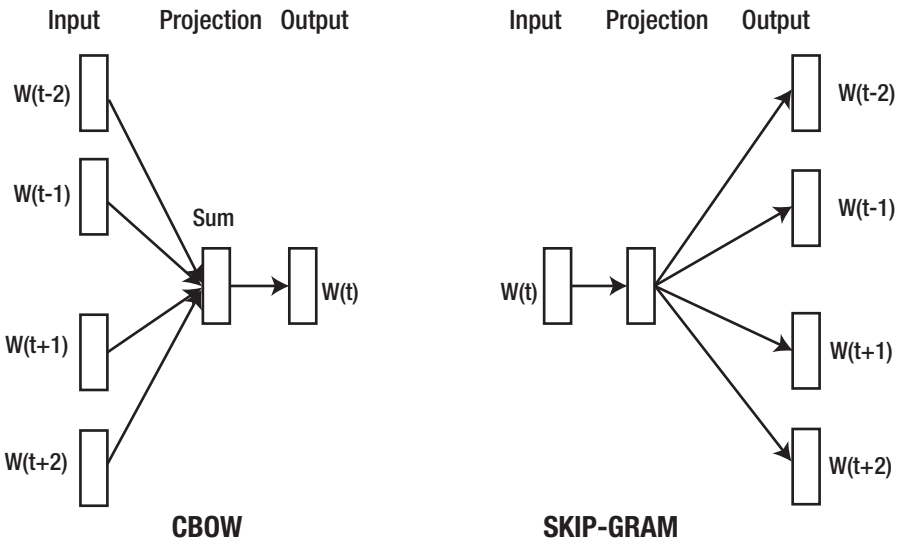 Input Projection Output
W(t-2)
W(t-1)
Sum
W(t)
W(t+1)
W(t+2)
CBOW
Input Projection Output
W(t-2)
W(t-1)
W(t)
W(t+1)
W(t+2)
SKIP-GRAM